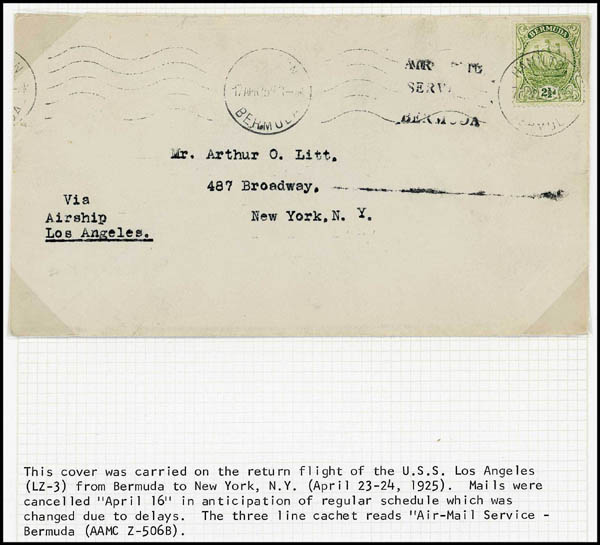 BERMUDA
2½d
AIR
SERV
BERMUDA
BERMUDA
Mr. Arthur O. Litt.
487 Broadway.
New York, N. Y.
Via
Airship
Los Angeles.
This cover was carried on the return flight of the U.S.S. Los Angeles
(LZ-3) from Bermuda to New York, N.Y. (April 23-24, 1925).  Mails were
cancelled "April 16" in anticipation of regular schedule which was
changed due to delays.  The three line cachet reads "Air-Mail Service -
Bermuda (AAMC Z-506B).